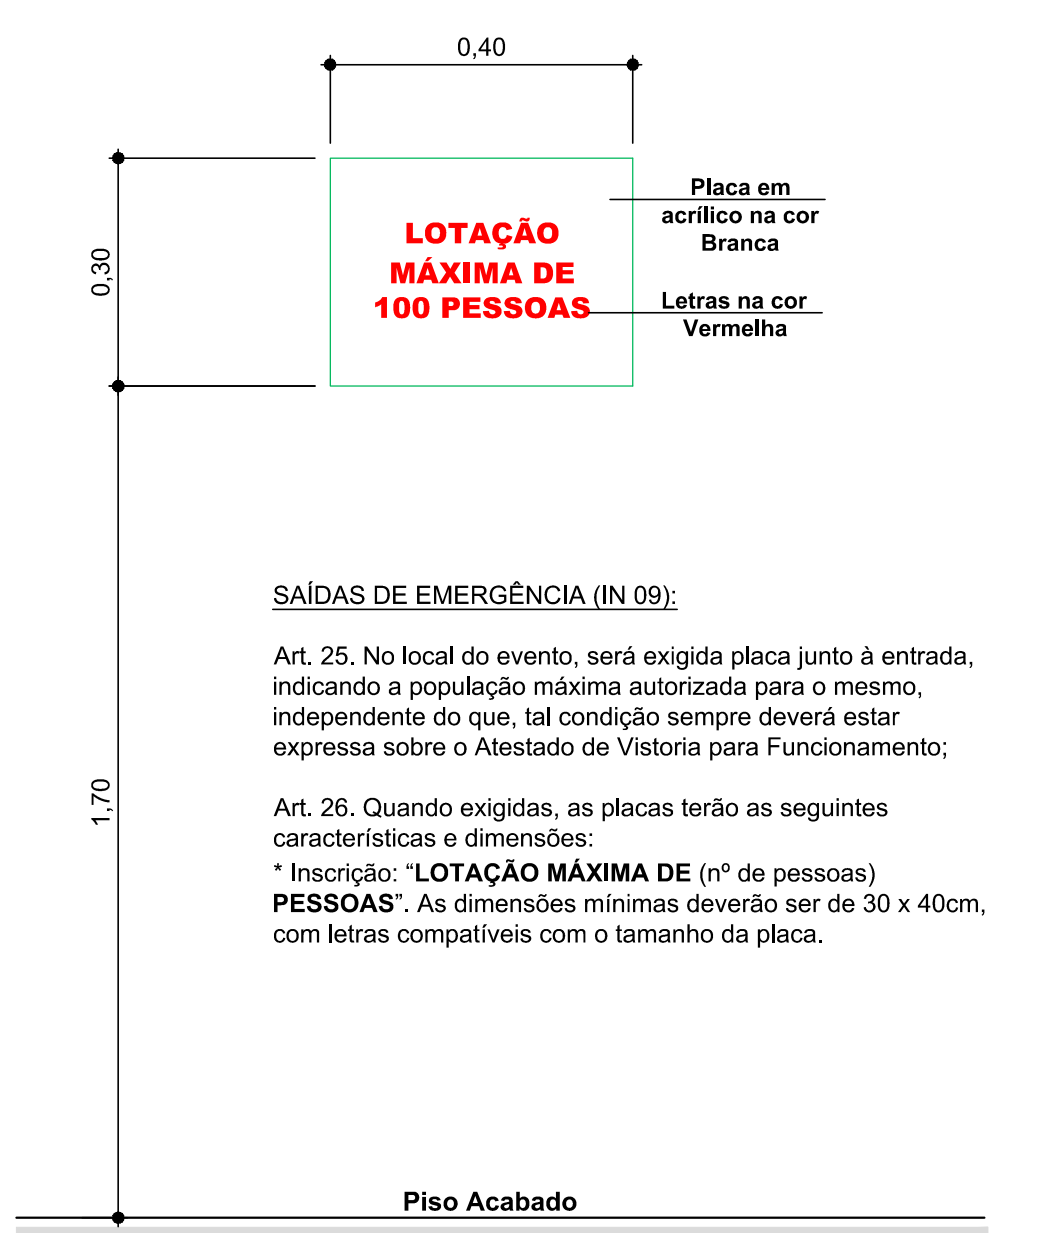 0,40
0,30
LOTAÇÃO
MÁXIMA DE
100 PESSOAS
Placa em
acrílico na cor
Branca
Letras na cor
Vermelha
SAÍDAS DE EMERGÊNCIA (IN 09):
Art. 25. No local do evento, será exigida placa junto à entrada,
indicando a população máxima autorizada para o mesmo,
independente do que, tal condição sempre deverá estar
expressa sobre o Atestado de Vistoria para Funcionamento;
1,70
Art. 26. Quando exigidas, as placas terão as seguintes
características e dimensões:
* Inscrição: “LOTAÇÃO MÁXIMA DE (nº de pessoas)
PESSOAS”. As dimensões mínimas deverão ser de 30 x 40cm,
com letras compatíveis com o tamanho da placa.
Piso Acabado